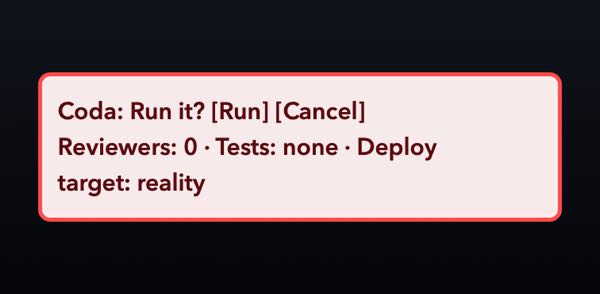 Coda: Run it? [Run] [Cancel]
Reviewers: 0 · Tests: none · Deploy
target: reality